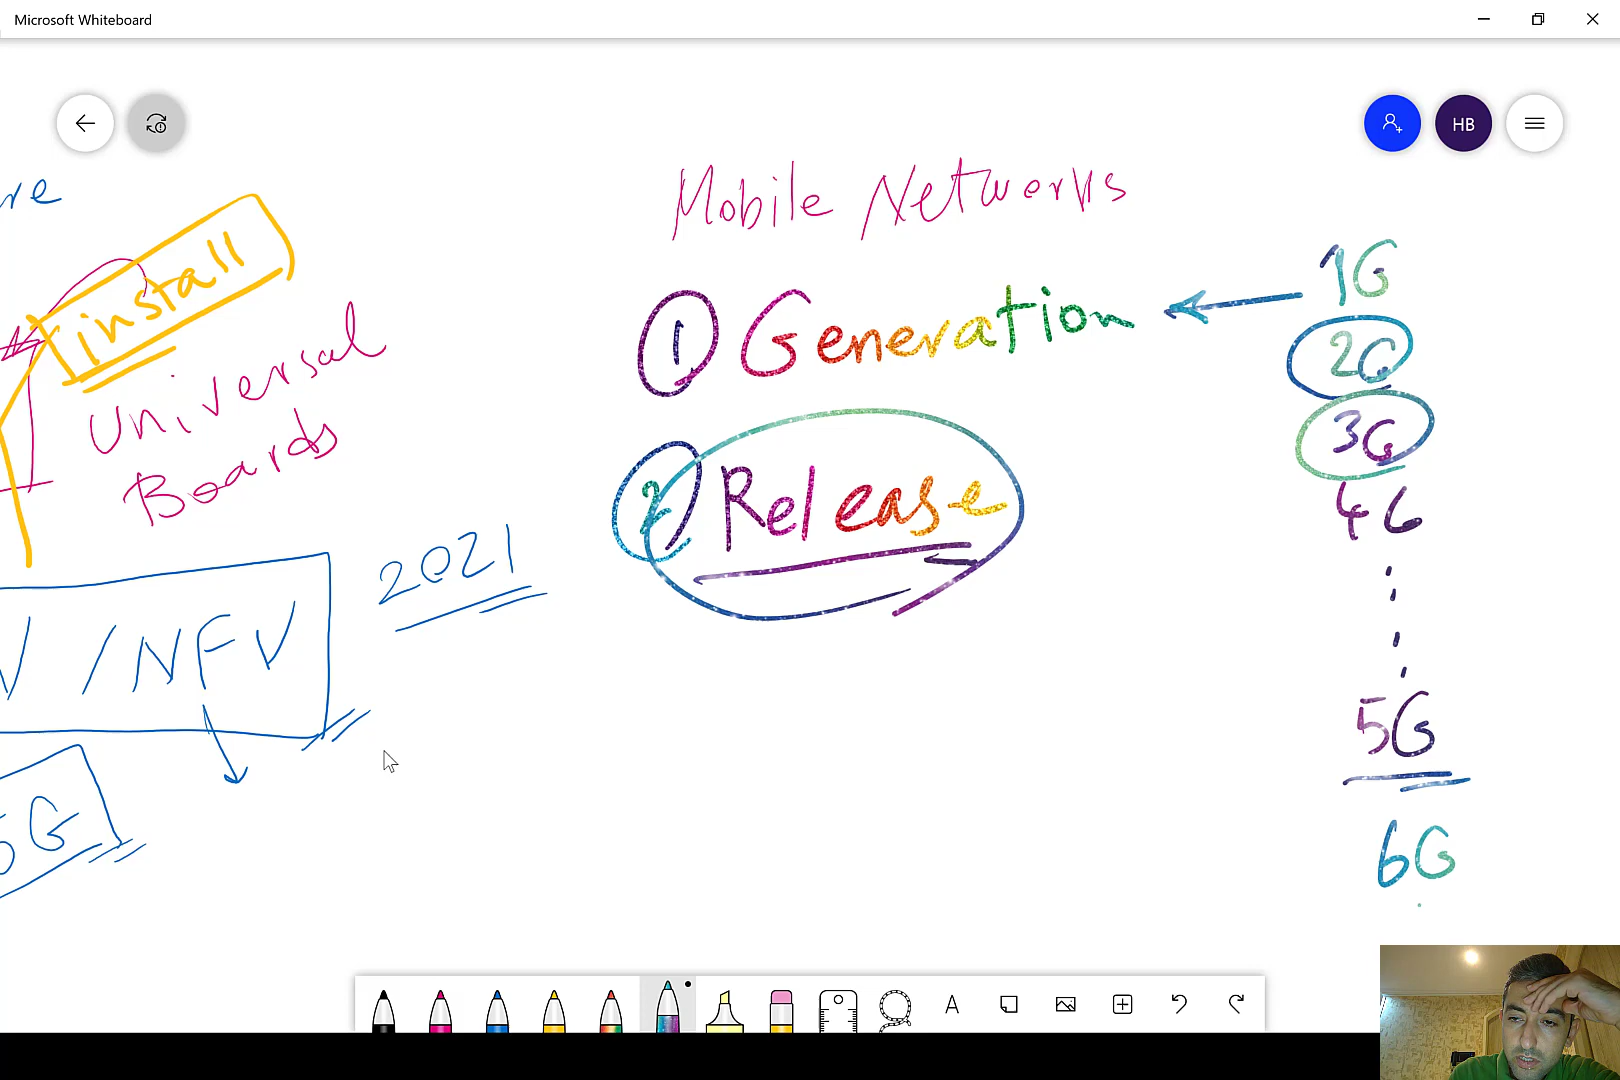 Microsoft Whiteboard
HB
install
Universal
Boards
2021
/NFV
5G
Mobile Networks
1 Generation
2 Release
1G
2G
3G
4G
5G
6G
A